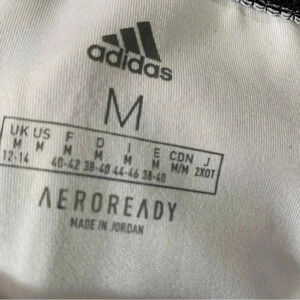 adidas
M
UK US F D I E CDN J
M M M M M M M/M 2XOT
12-14 40-42 38-40 44-46 38-40
AEROREADY
MADE IN JORDAN